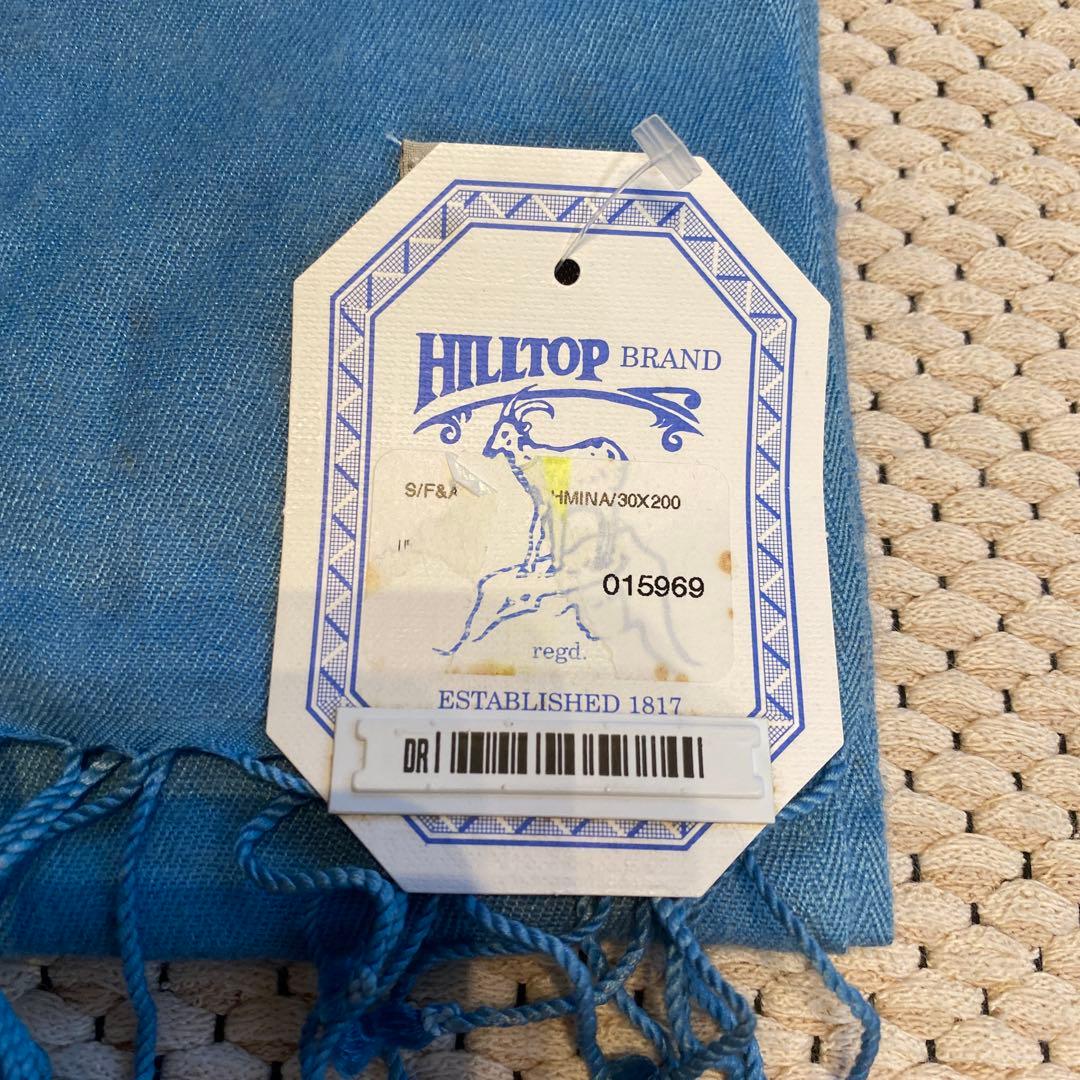 HILLTOP BRAND
S/F&A HMINA/30X200
015969
regd.
ESTABLISHED 1817
DR